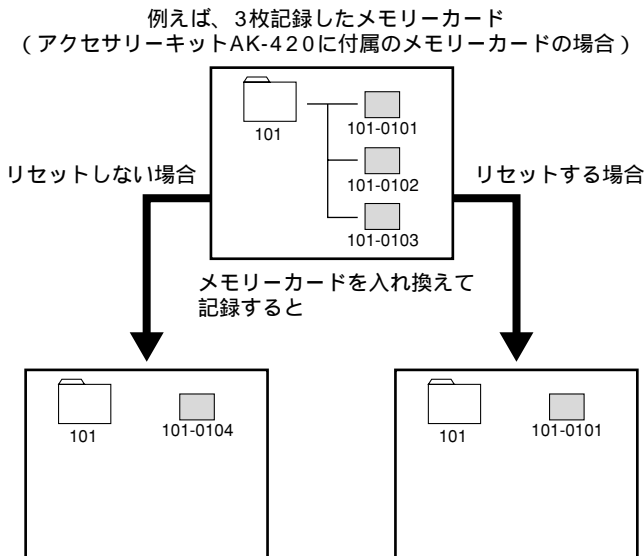 例えば、3枚記録したメモリーカード
(アクセサリーキットAK-420に付属のメモリーカードの場合)
101
101-0101
101-0102
101-0103
リセットしない場合
リセットする場合
メモリーカードを入れ換えて
記録すると
101
101-0104
101
101-0101